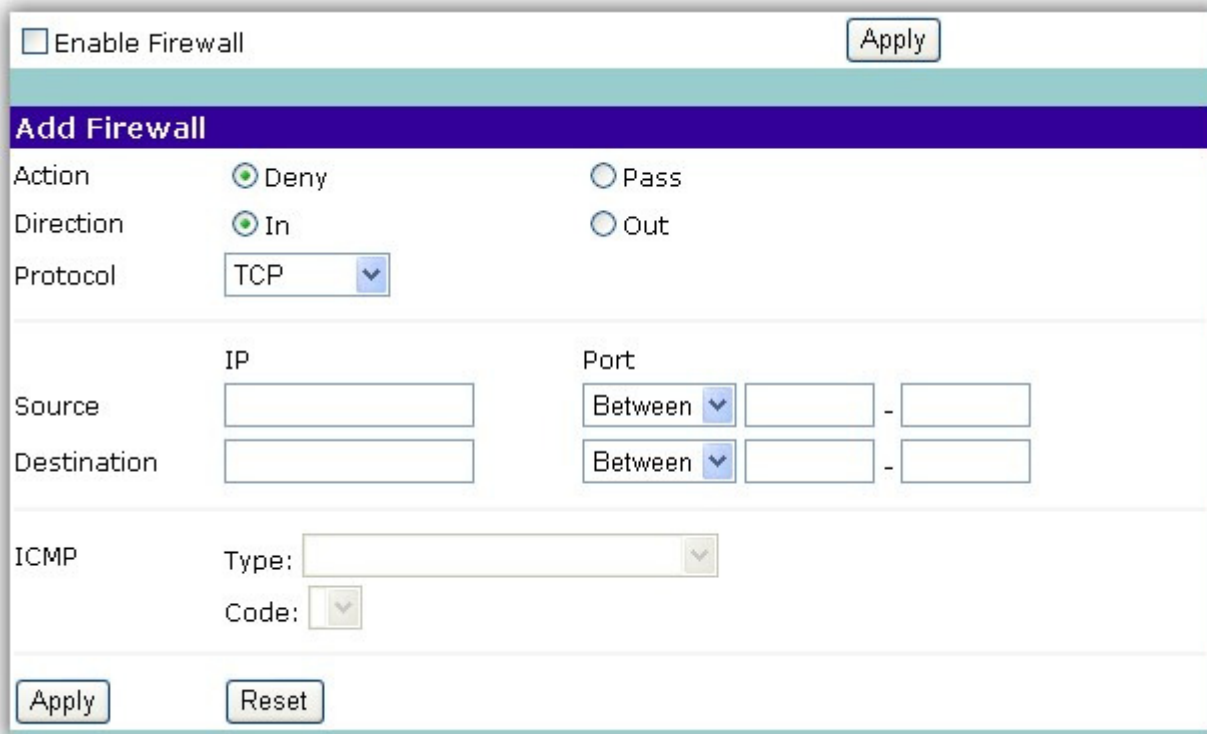 Enable Firewall Apply
Add Firewall
Action Deny Pass
Direction In Out
Protocol TCP
IP Port
Source Between -
Destination Between -
ICMP Type:
Code:
Apply Reset